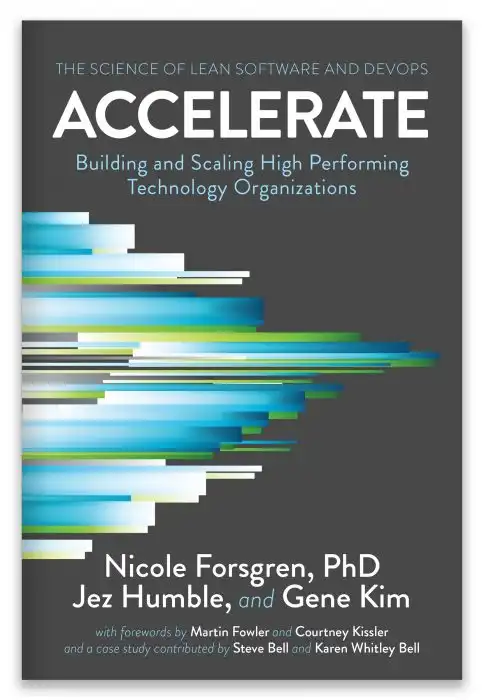 THE SCIENCE OF LEAN SOFTWARE AND DEVOPS
ACCELERATE
Building and Scaling High Performing
Technology Organizations
Nicole Forsgren, PhD
Jez Humble, and Gene Kim
with forewords by Martin Fowler and Courtney Kissler
and a case study contributed by Steve Bell and Karen Whitley Bell